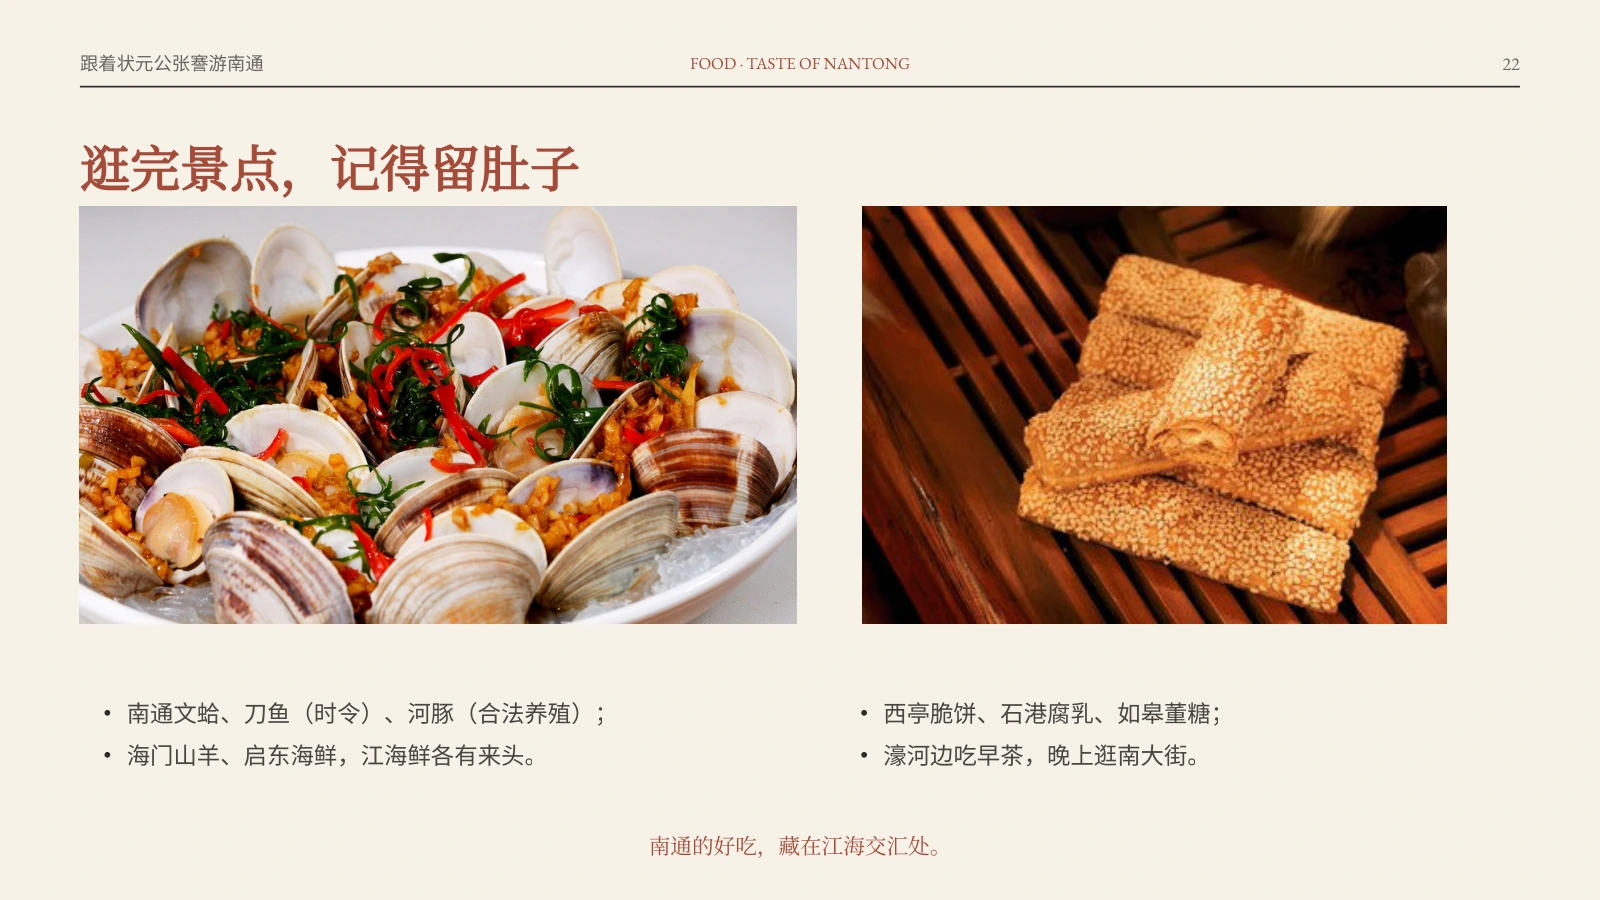 跟着状元公张謇游南通
FOOD · TASTE OF NANTONG
22
逛完景点，记得留肚子
• 南通文蛤、刀鱼（时令）、河豚（合法养殖）；
• 海门山羊、启东海鲜，江海鲜各有来头。
• 西亭脆饼、石港腐乳、如皋董糖；
• 濠河边吃早茶，晚上逛南大街。
南通的好吃，藏在江海交汇处。